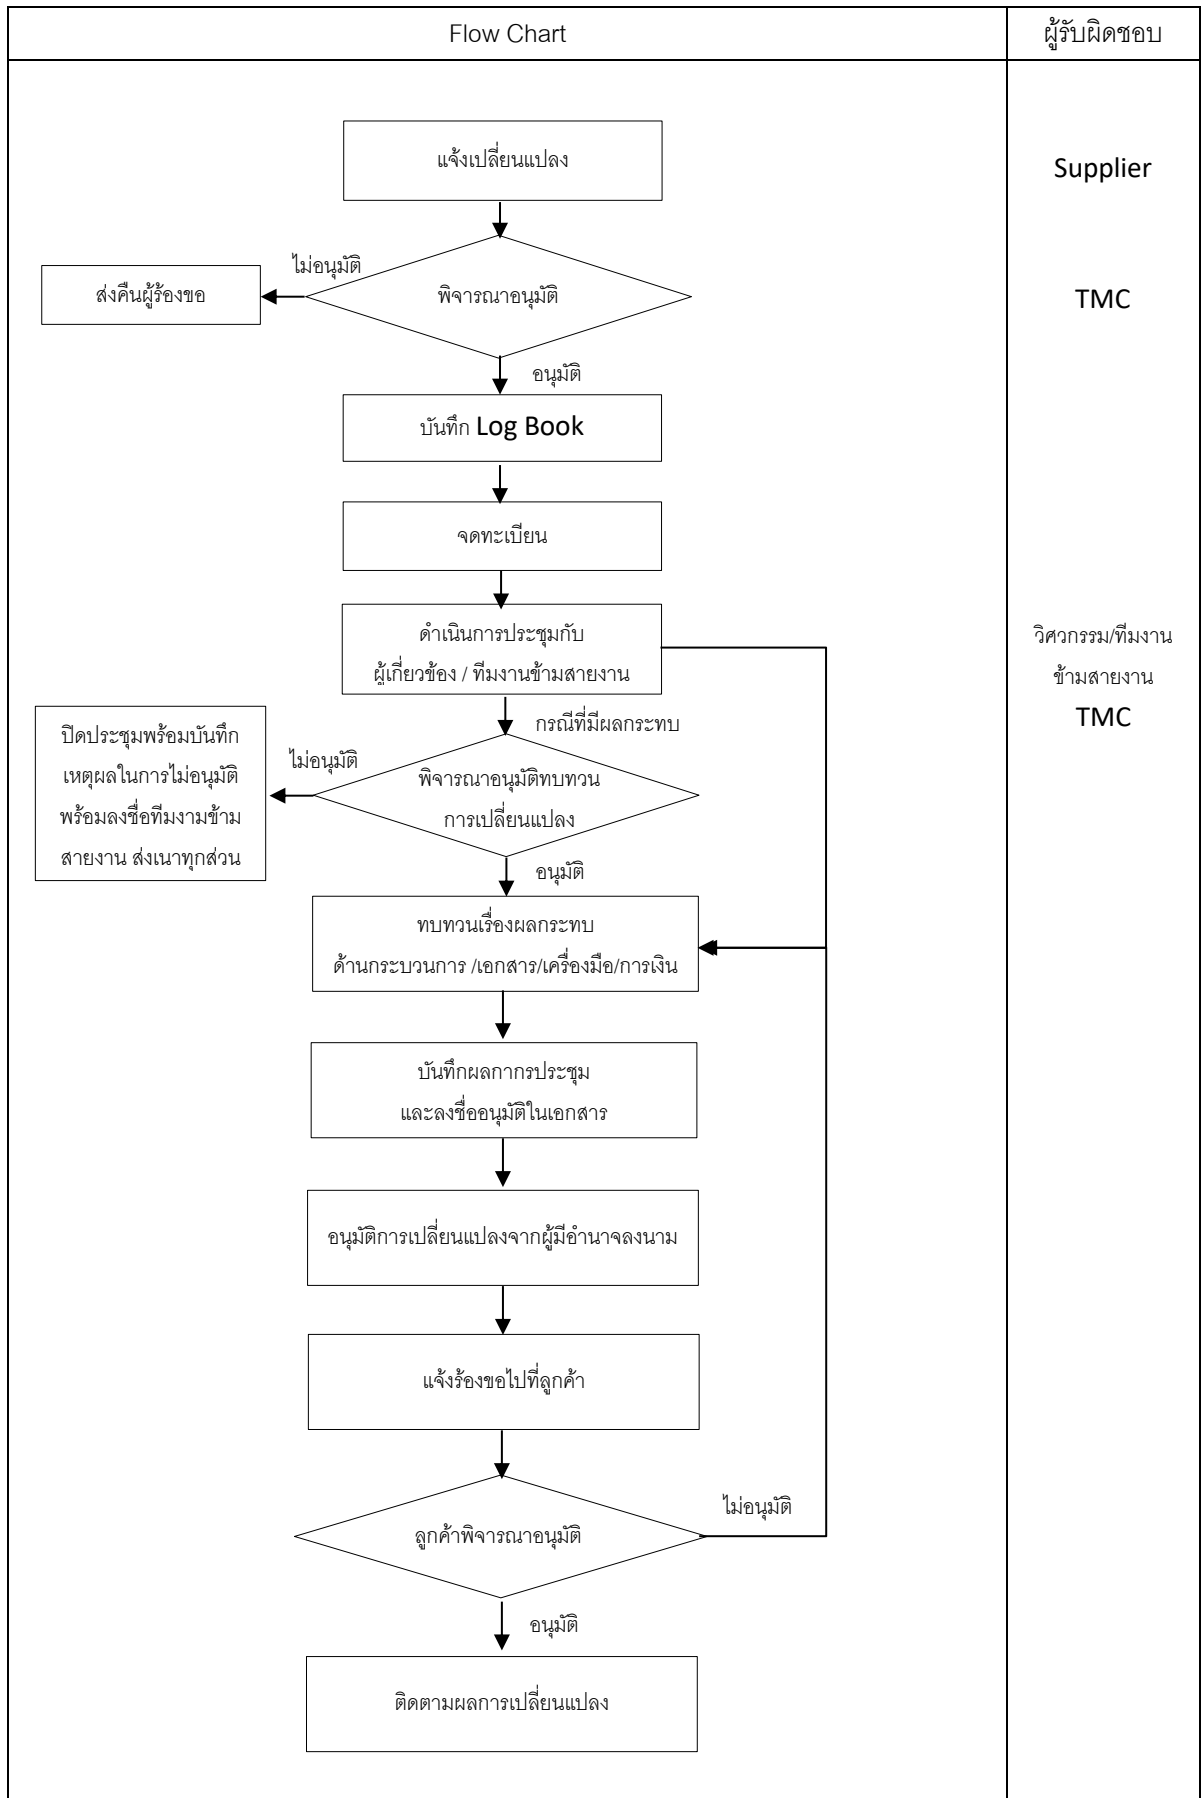 Flow Chart
ผู้รับผิดชอบ
แจ้งเปลี่ยนแปลง
Supplier
ไม่อนุมัติ
ส่งคืนผู้ร้องขอ
พิจารณาอนุมัติ
TMC
อนุมัติ
บันทึก Log Book
จดทะเบียน
ดำเนินการประชุมกับ
ผู้เกี่ยวข้อง / ทีมงานข้ามสายงาน
วิศวกรรม/ทีมงาน
ข้ามสายงาน
TMC
กรณีที่มีผลกระทบ
ปิดประชุมพร้อมบันทึก
เหตุผลในการไม่อนุมัติ
พร้อมลงชื่อทีมงามข้าม
สายงาน ส่งเนาทุกส่วน
ไม่อนุมัติ
พิจารณาอนุมัติทบทวน
การเปลี่ยนแปลง
อนุมัติ
ทบทวนเรื่องผลกระทบ
ด้านกระบวนการ /เอกสาร/เครื่องมือ/การเงิน
บันทึกผลกาารประชุม
และลงชื่ออนุมัติในเอกสาร
อนุมัติการเปลี่ยนแปลงจากผู้มีอำนาจลงนาม
แจ้งร้องขอไปที่ลูกค้า
ไม่อนุมัติ
ลูกค้าพิจารณาอนุมัติ
อนุมัติ
ติดตามผลการเปลี่ยนแปลง